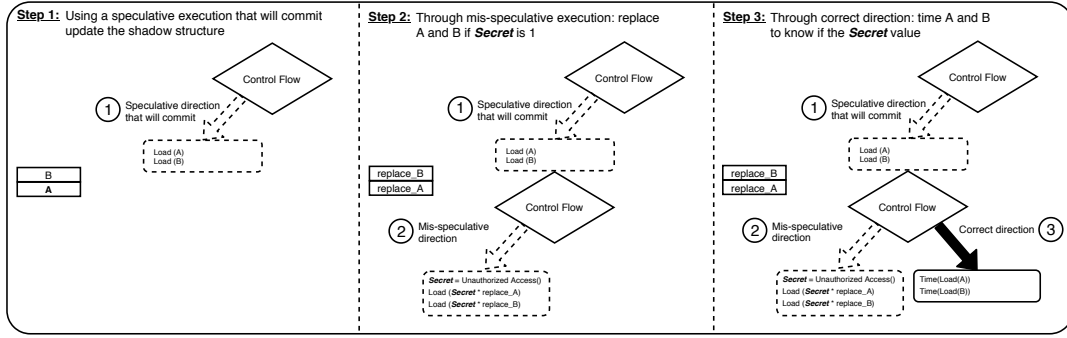 Step 1: Using a speculative execution that will commit
update the shadow structure
Control Flow
1
Speculative direction
that will commit
Load (A)
Load (B)
B
A
Step 2: Through mis-speculative execution: replace
A and B if Secret is 1
Control Flow
1
Speculative direction
that will commit
Load (A)
Load (B)
replace_B
replace_A
Control Flow
2
Mis-speculative
direction
Secret = Unauthorized Access()
Load (Secret * replace_A)
Load (Secret * replace_B)
Step 3: Through correct direction: time A and B
to know if the Secret value
Control Flow
1
Speculative direction
that will commit
Load (A)
Load (B)
replace_B
replace_A
Control Flow
2
Mis-speculative
direction
Correct direction
3
Secret = Unauthorized Access()
Load (Secret * replace_A)
Load (Secret * replace_B)
Time(Load(A))
Time(Load(B))